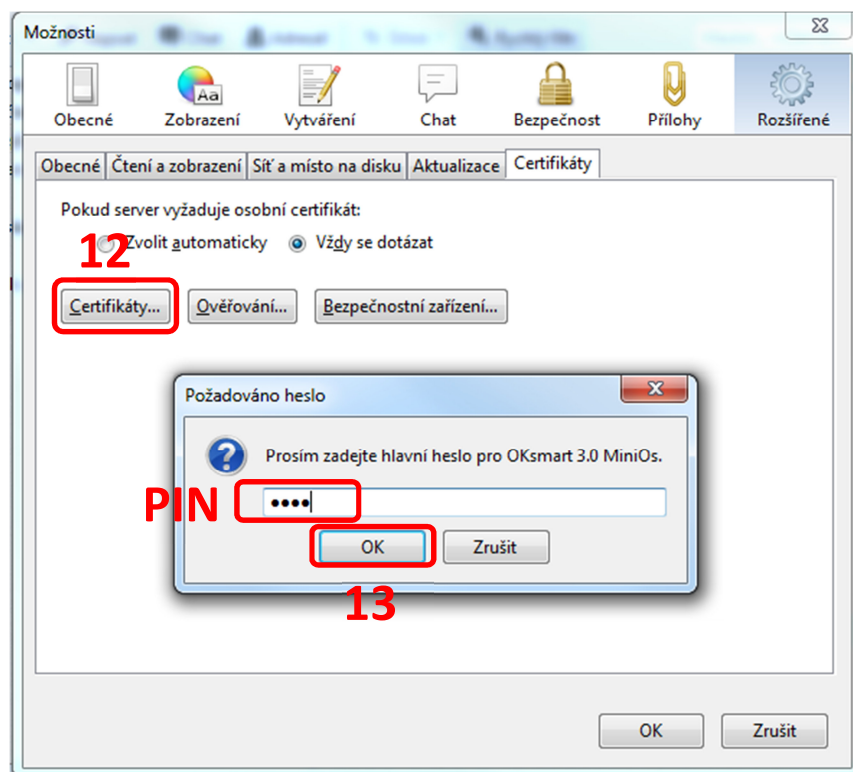 Možnosti
Obecné Zobrazení Vytváření Chat Bezpečnost Přílohy Rozšířené
Obecné Čtení a zobrazení Síť a místo na disku Aktualizace Certifikáty
Pokud server vyžaduje osobní certifikát:
Zvolit automaticky Vždy se dotázat
12
Certifikáty... Ověřování... Bezpečnostní zařízení...
Požadováno heslo
Prosím zadejte hlavní heslo pro OKsmart 3.0 MiniOs.
PIN ••••
OK Zrušit
13
OK Zrušit